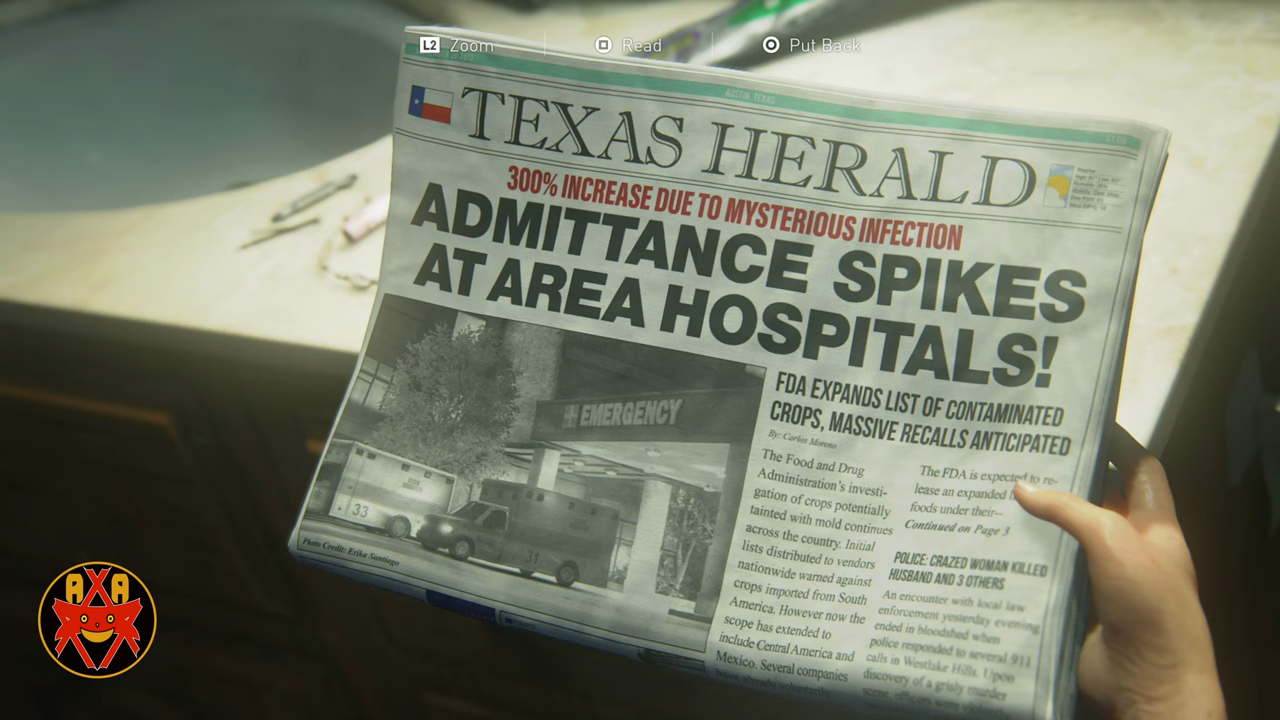 L2 Zoom
Read
Put Back
AUSTIN TEXAS
TEXAS HERALD
300% INCREASE DUE TO MYSTERIOUS INFECTION
ADMITTANCE SPIKES
AT AREA HOSPITALS!
EMERGENCY
33
31
Photo Credit: Erika Santiago
FDA EXPANDS LIST OF CONTAMINATED
CROPS, MASSIVE RECALLS ANTICIPATED
By: Carlos Moreno
The Food and Drug
Administration's investi-
gation of crops potentially
tainted with mold continues
across the country. Initial
lists distributed to vendors
nationwide warned against
crops imported from South
America. However now the
scope has extended to
include Central America and
Mexico. Several companies
have already voluntarily
The FDA is expected to re-
lease an expanded
foods under their--
Continued on Page 3
POLICE: CRAZED WOMAN KILLED
HUSBAND AND 3 OTHERS
An encounter with local law
enforcement yesterday evening
ended in bloodshed when
police responded to several 911
calls in Westlake Hills. Upon
discovery of a grisly murder
scene, officers were
AXA